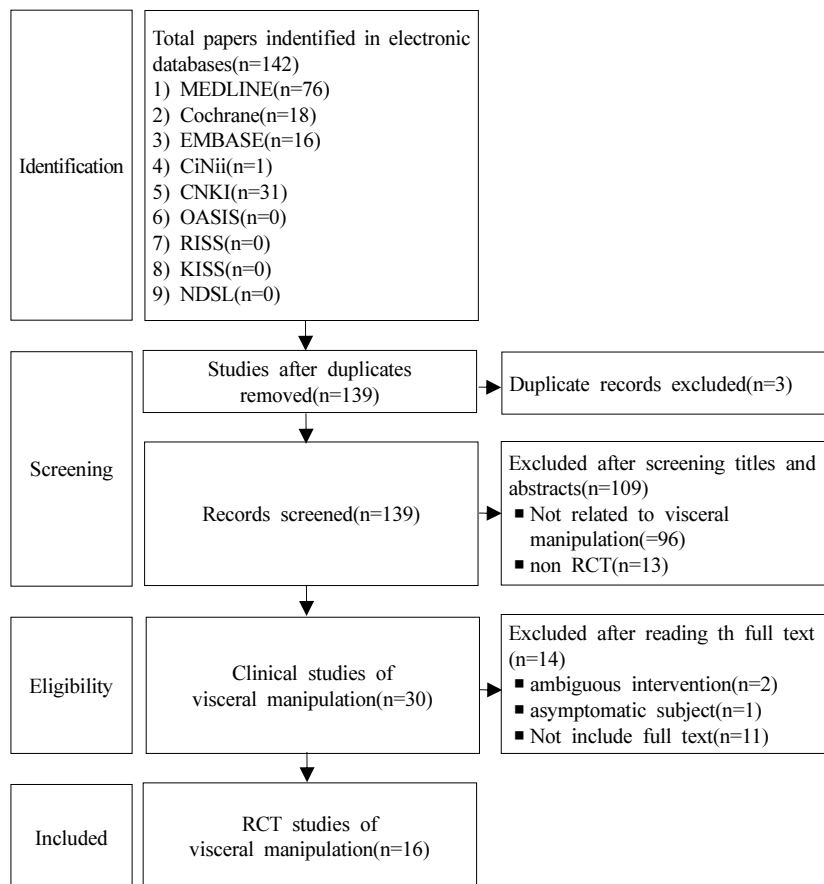 Identification
Total papers indentified in electronic
databases(n=142)
1) MEDLINE(n=76)
2) Cochrane(n=18)
3) EMBASE(n=16)
4) CiNii(n=1)
5) CNKI(n=31)
6) OASIS(n=0)
7) RISS(n=0)
8) KISS(n=0)
9) NDSL(n=0)
Screening
Studies after duplicates
removed(n=139)
Duplicate records excluded(n=3)
Records screened(n=139)
Excluded after screening titles and
abstracts(n=109)
▪ Not related to visceral
manipulation(=96)
▪ non RCT(n=13)
Eligibility
Clinical studies of
visceral manipulation(n=30)
Excluded after reading th full text
(n=14)
▪ ambiguous intervention(n=2)
▪ asymptomatic subject(n=1)
▪ Not include full text(n=11)
Included
RCT studies of
visceral manipulation(n=16)